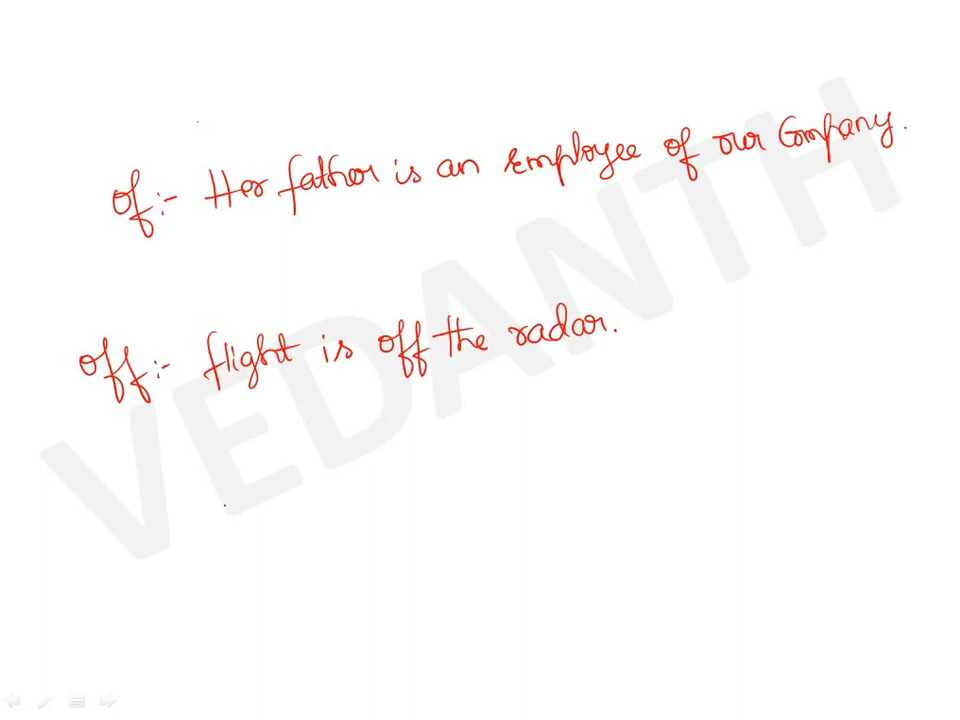 of :- Her father is an employee of our Company.
off :- flight is off the radar.
VEDANTH